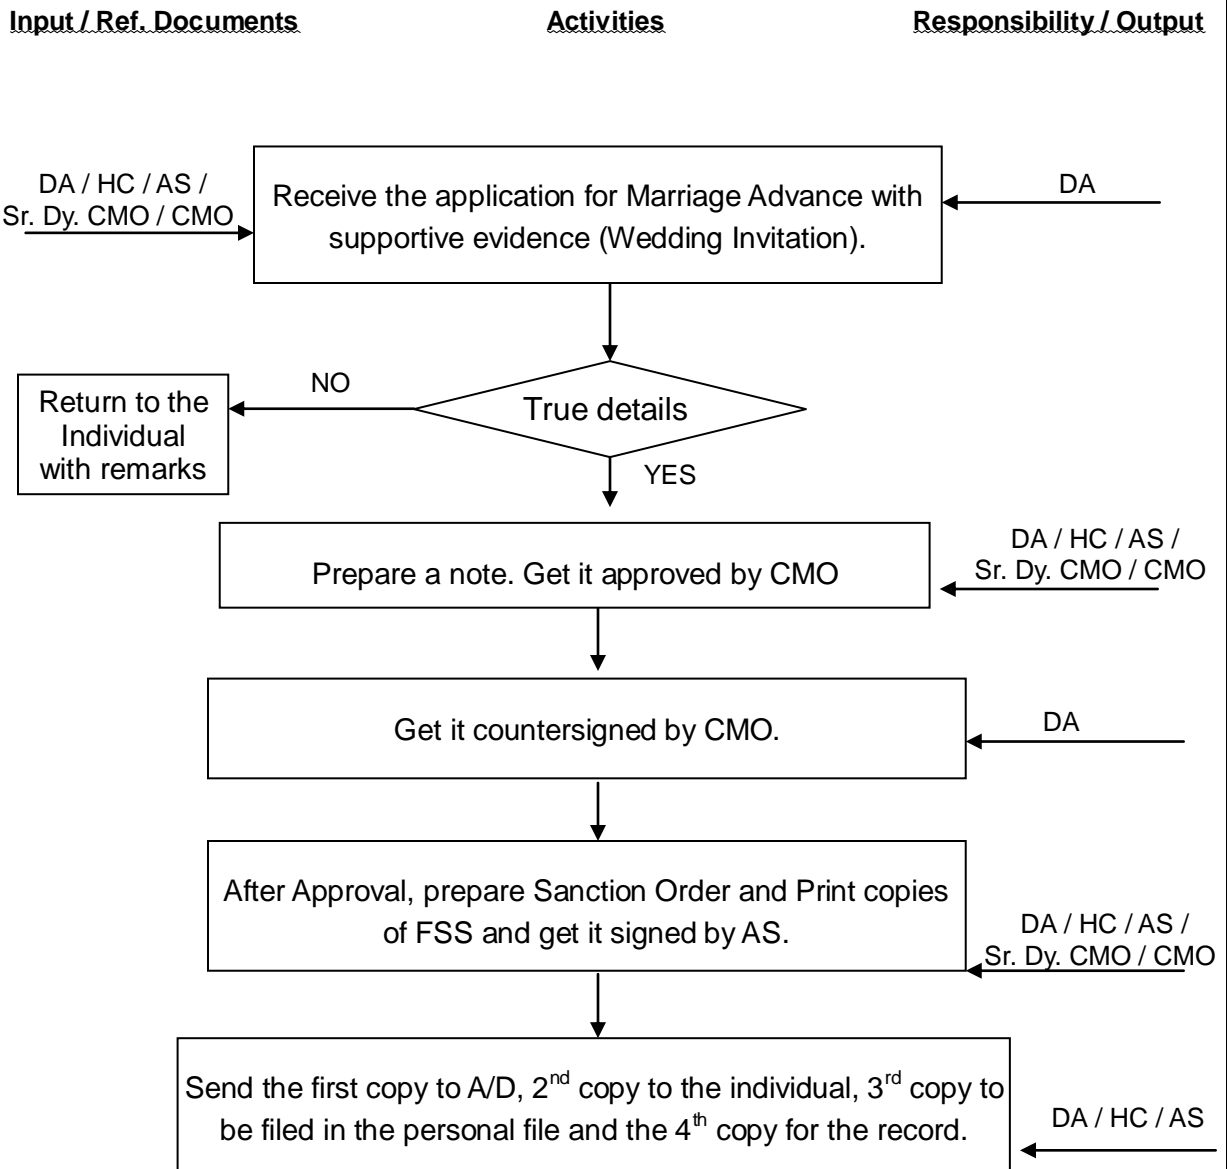 Input / Ref. Documents
Activities
Responsibility / Output
DA / HC / AS /
Sr. Dy. CMO / CMO
Receive the application for Marriage Advance with
supportive evidence (Wedding Invitation).
DA
NO
Return to the
Individual
with remarks
True details
YES
DA / HC / AS /
Sr. Dy. CMO / CMO
Prepare a note. Get it approved by CMO
Get it countersigned by CMO.
DA
After Approval, prepare Sanction Order and Print copies
of FSS and get it signed by AS.
DA / HC / AS /
Sr. Dy. CMO / CMO
Send the first copy to A/D, 2nd copy to the individual, 3rd copy to
be filed in the personal file and the 4th copy for the record.
DA / HC / AS